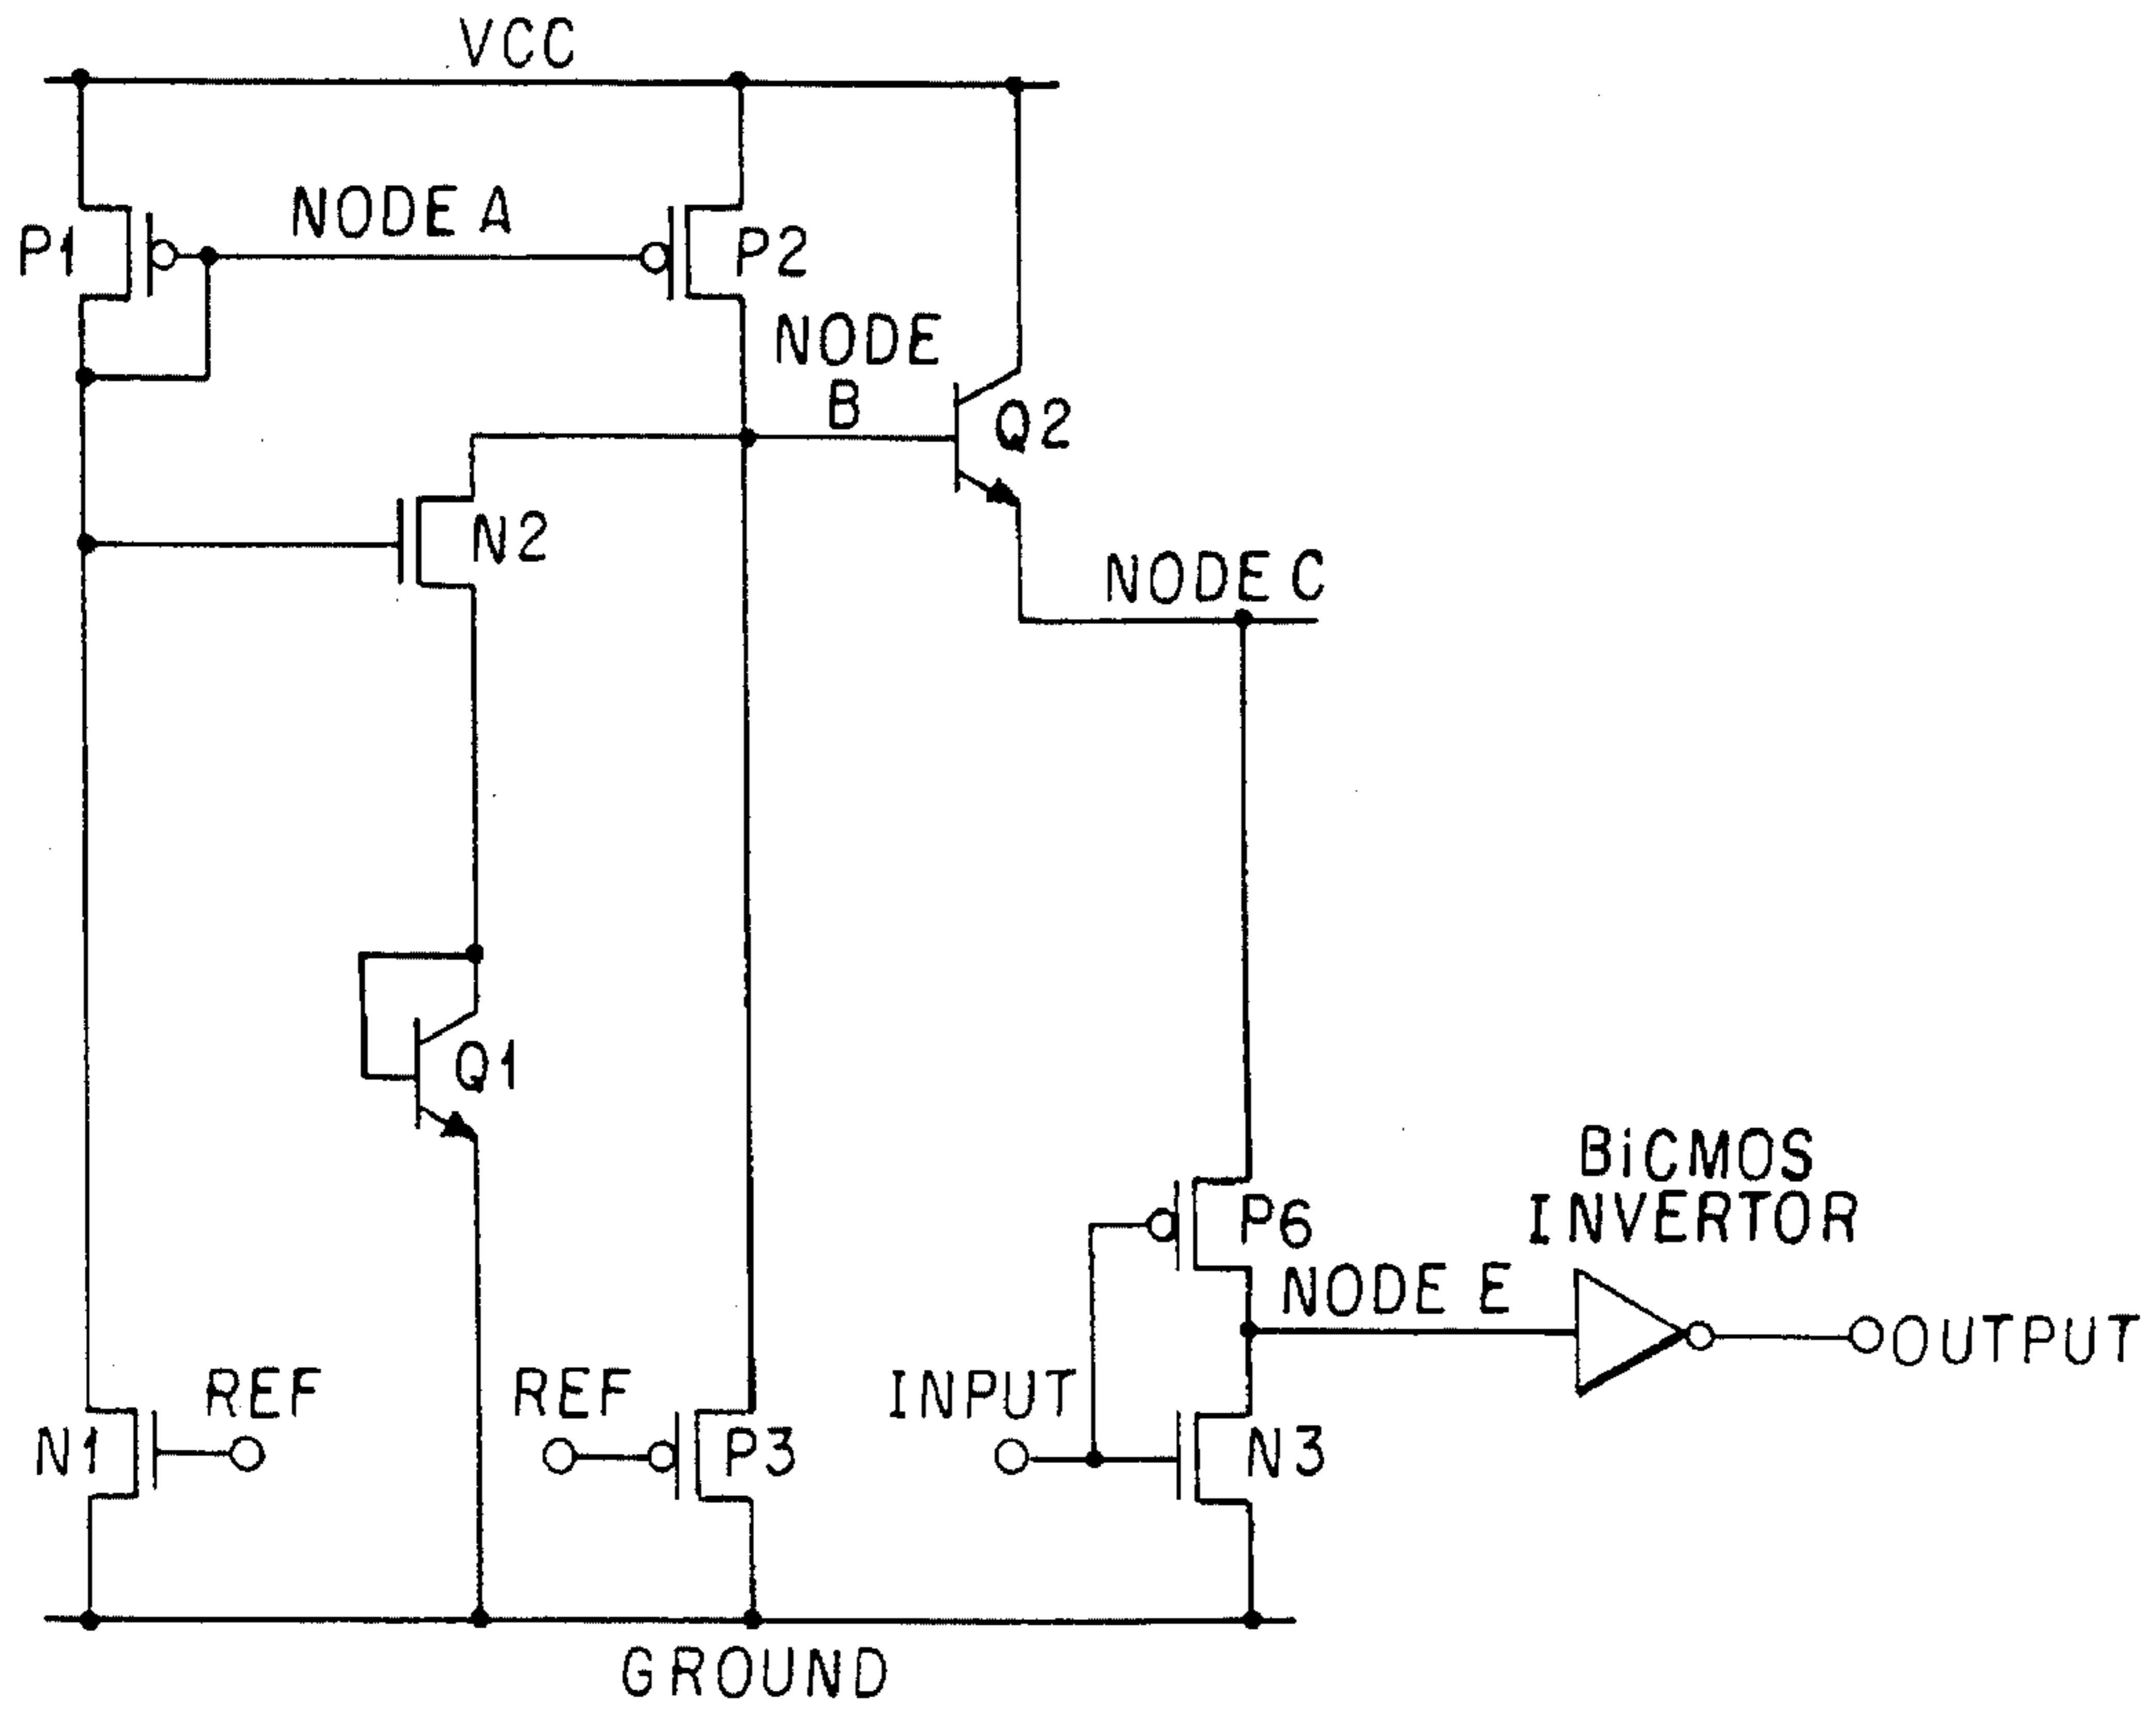 VCC
NODE A
P1
P2
NODE
B
Q2
N2
NODE C
Q1
BiCMOS
INVERTOR
P6
NODE E
OUTPUT
REF
REF
INPUT
N1
P3
N3
GROUND